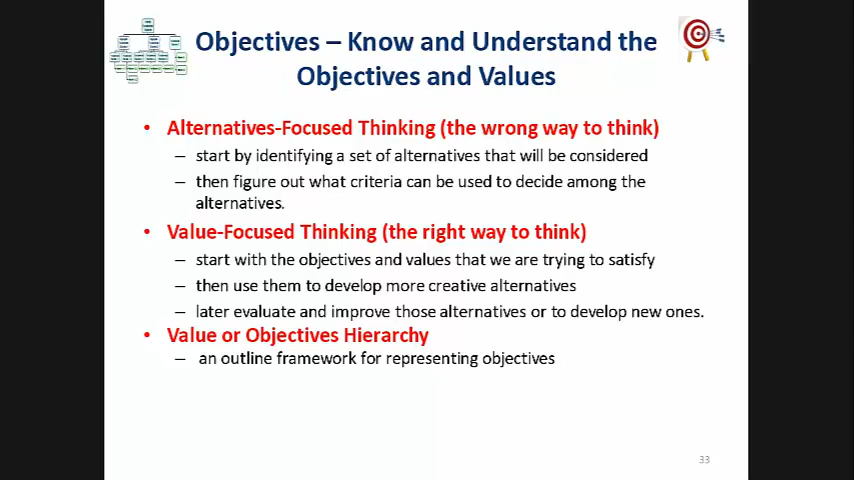 Objectives – Know and Understand the
Objectives and Values
• Alternatives-Focused Thinking (the wrong way to think)
– start by identifying a set of alternatives that will be considered
– then figure out what criteria can be used to decide among the
alternatives.
• Value-Focused Thinking (the right way to think)
– start with the objectives and values that we are trying to satisfy
– then use them to develop more creative alternatives
– later evaluate and improve those alternatives or to develop new ones.
• Value or Objectives Hierarchy
– an outline framework for representing objectives
33